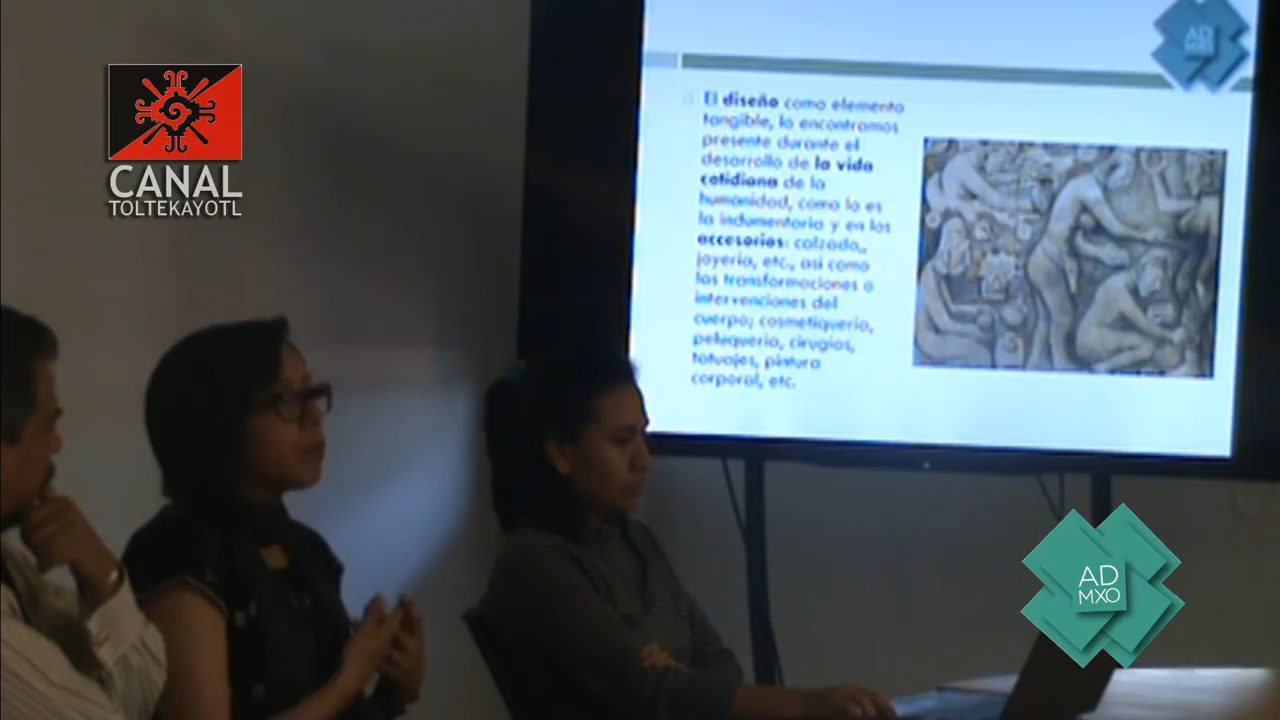 CANAL
TOLTEKAYOTL
AD
MXO
El diseño como elemento
tangible, lo encontramos
presente durante el
desarrollo de la vida
cotidiana de la
humanidad, como lo es
la indumentaria y en los
accesorios: calzado,,
joyería, etc., así como
las transformaciones o
intervenciones del
cuerpo; cosmetiquería,
peluquería, cirugías,
tatuajes, pintura
corporal, etc.
AD
MXO